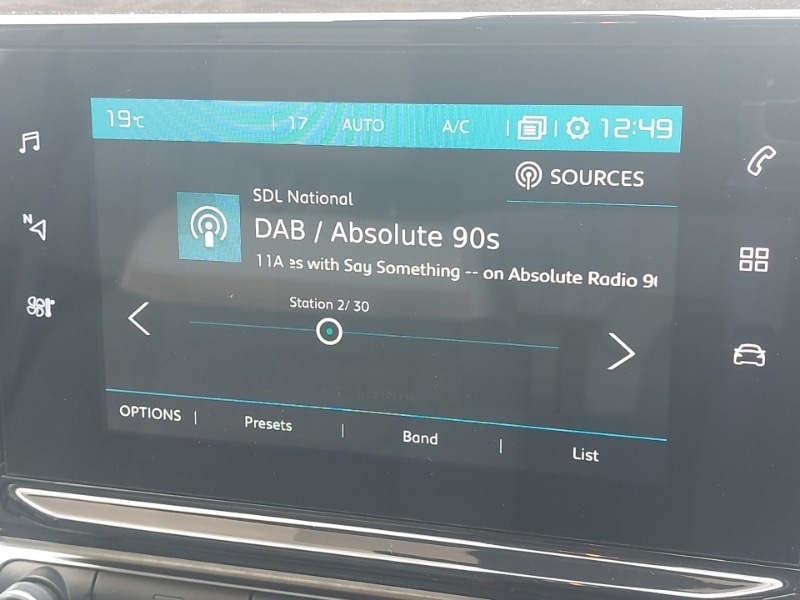 19°C 17 AUTO A/C 12:49
SOURCES
N
SDL National
DAB / Absolute 90s
11A es with Say Something -- on Absolute Radio 9
Station 2/ 30
OPTIONS Presets Band List